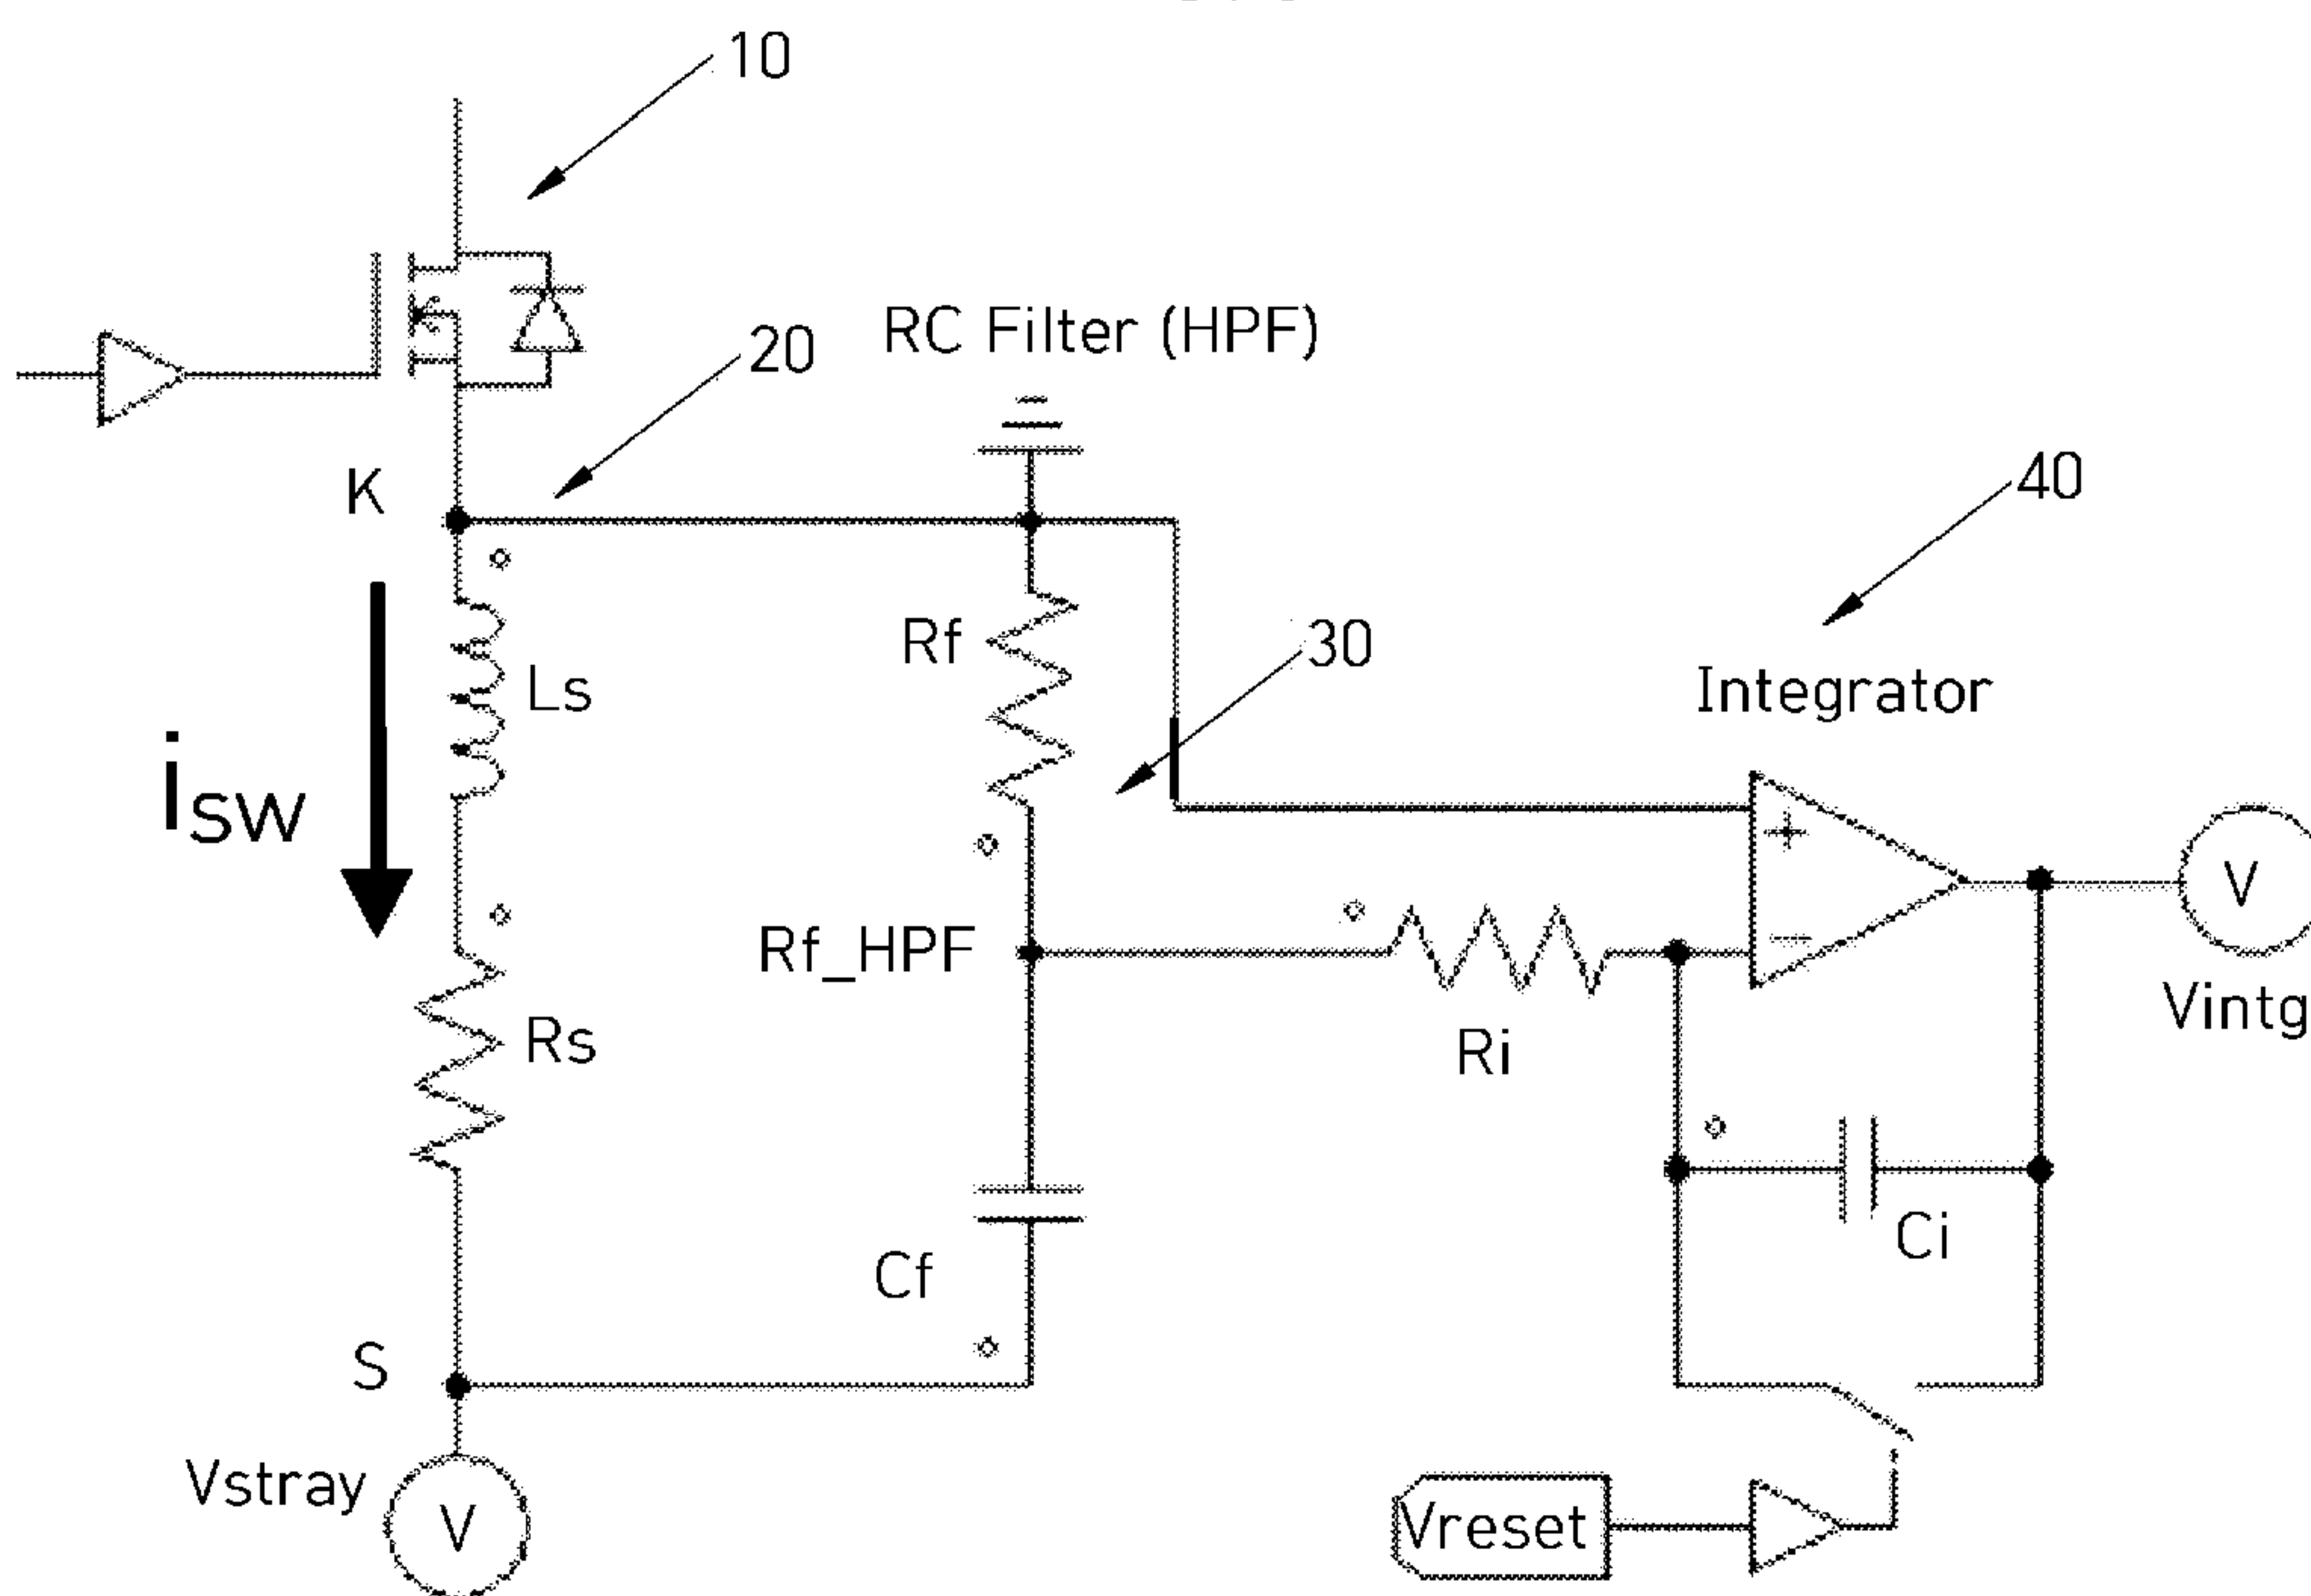 10
20
RC Filter (HPF)
K
40
Rf
30
Ls
Integrator
iSW
+
Rf_HPF
−
V
Rs
Ri
Vintg
Ci
Cf
S
Vstray
V
Vreset